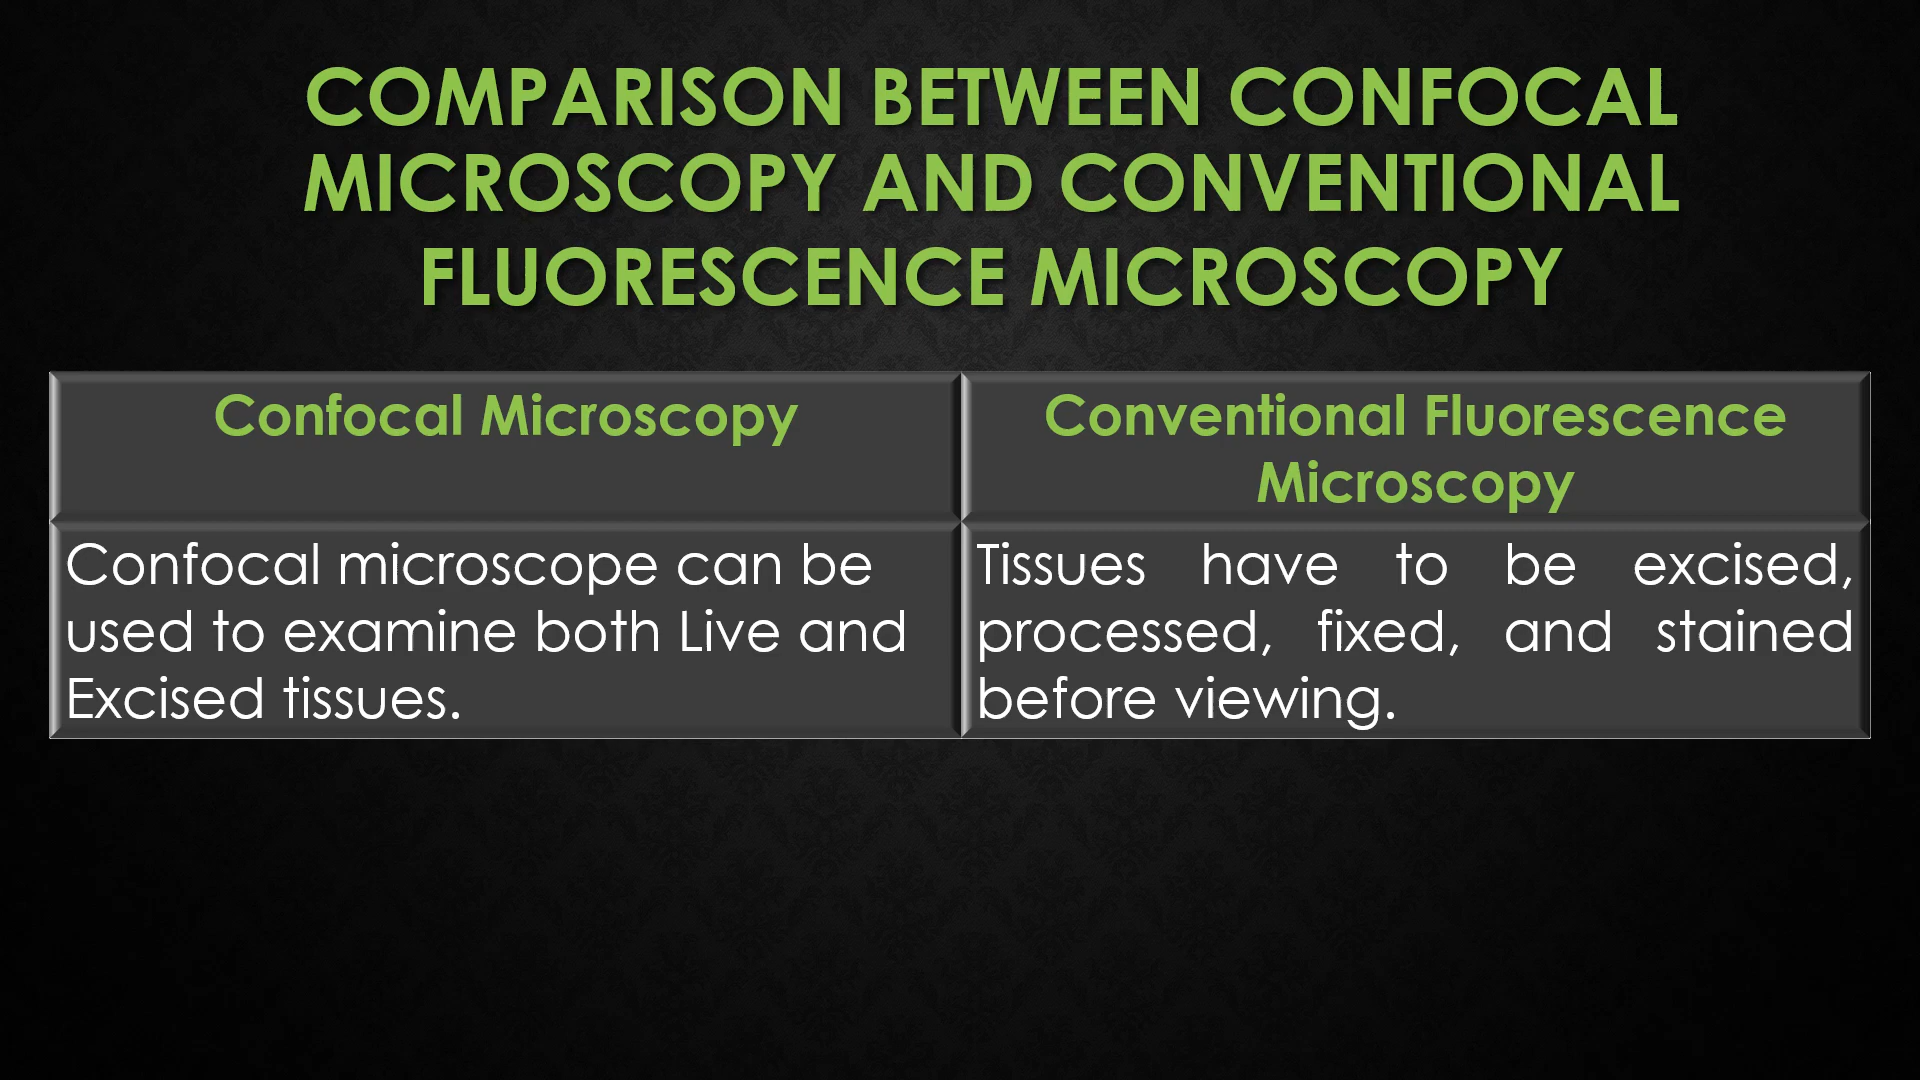 COMPARISON BETWEEN CONFOCAL
MICROSCOPY AND CONVENTIONAL
FLUORESCENCE MICROSCOPY
Confocal Microscopy
Conventional Fluorescence
Microscopy
Confocal microscope can be
used to examine both Live and
Excised tissues.
Tissues have to be excised,
processed, fixed, and stained
before viewing.